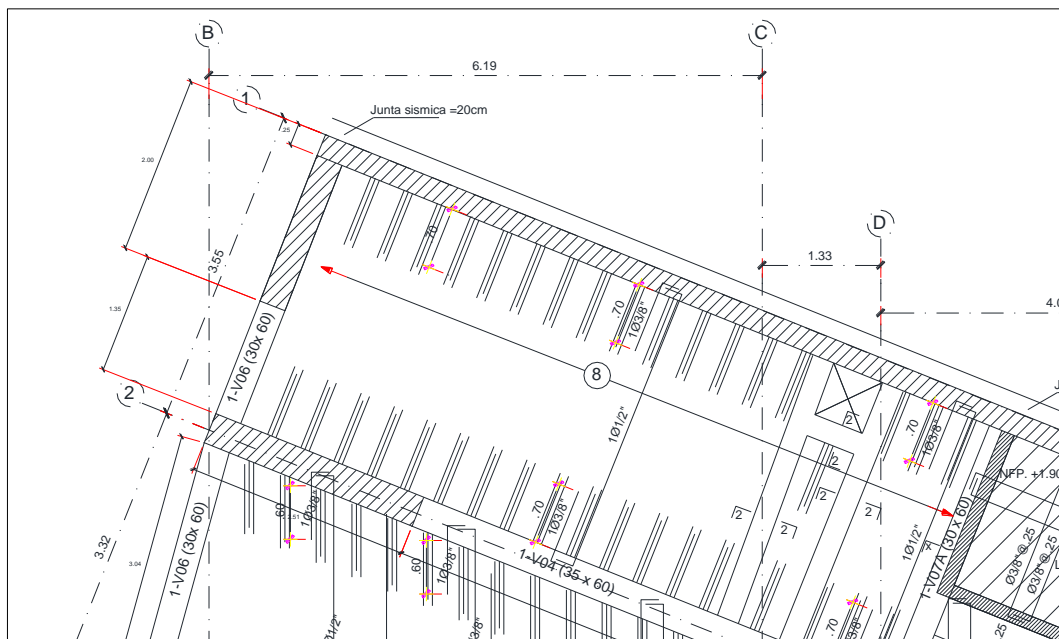 B
C
6.19
1
Junta sismica =20cm
.25
2.00
D
.70
3.55
1.33
4.0
1.35
.70
1Ø3/8"
8
1-V06 (30x 60)
2
1Ø1/2"
2
.70
1Ø3/8"
2
NFP. +1.90
2
2
2
2
.70
1Ø3/8"
1Ø3/8"
.60
2.51
1Ø1/2"
1-V07A (30 x 60)
3.32
1-V06 (30x 60)
3.04
.60
1Ø3/8"
1-V04 (35 x 60)
Ø3/8"@.25
Ø3/8"@.25
.25
.70